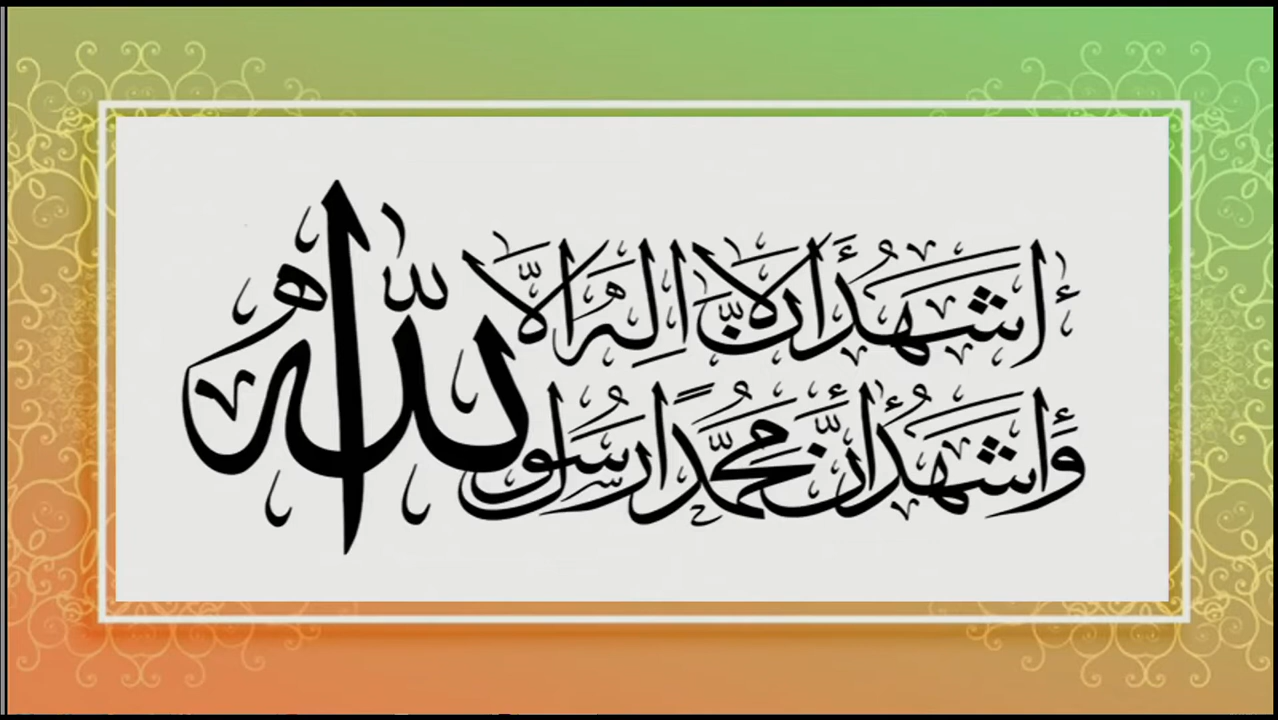 أشهد أن لا إله إلا الله
وأشهد أن محمدا رسول الله